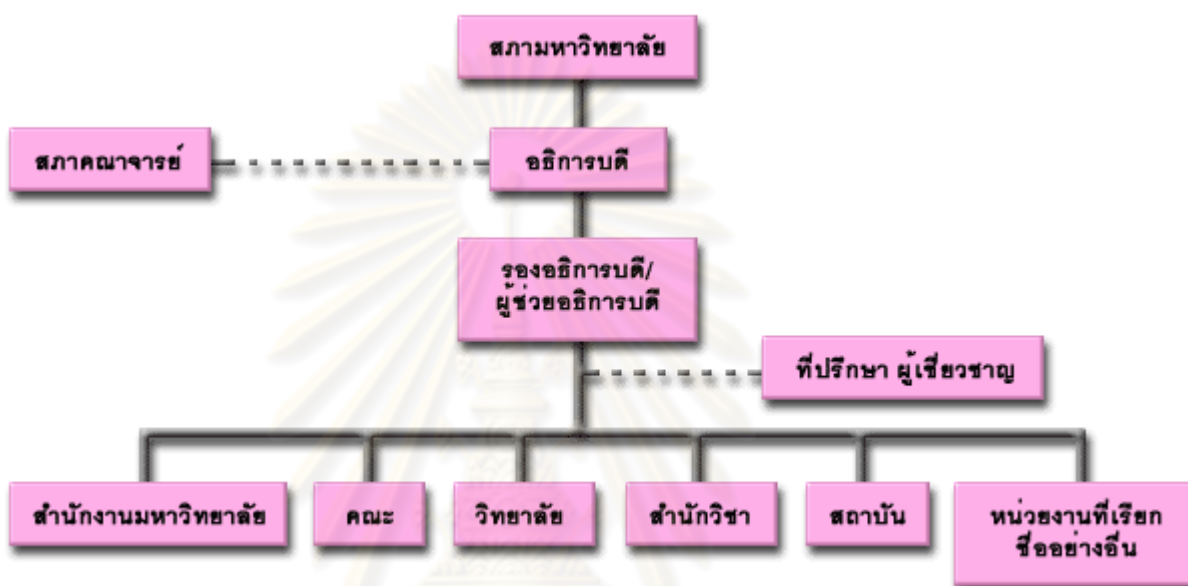 สภามหาวิทยาลัย
สภาคณาจารย์
อธิการบดี
รองอธิการบดี/
ผู้ช่วยอธิการบดี
ที่ปรึกษา ผู้เชี่ยวชาญ
สำนักงานมหาวิทยาลัย
คณะ
วิทยาลัย
สำนักวิชา
สถาบัน
หน่วยงานที่เรียก
ชื่ออย่างอื่น